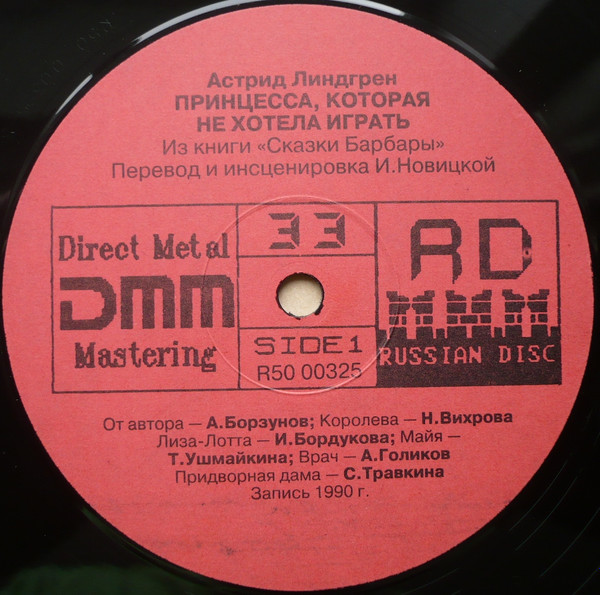 Астрид Линдгрен
ПРИНЦЕССА, КОТОРАЯ
НЕ ХОТЕЛА ИГРАТЬ
Из книги «Сказки Барбары»
Перевод и инсценировка И.Новицкой
Direct Metal
DMM
Mastering
33
SIDE 1
R50 00325
RD
RUSSIAN DISC
От автора – А.Борзунов; Королева – Н.Вихрова
Лиза-Лотта – И.Бордукова; Майя –
Т.Ушмайкина; Врач – А.Голиков
Придворная дама – С.Травкина
Запись 1990 г.